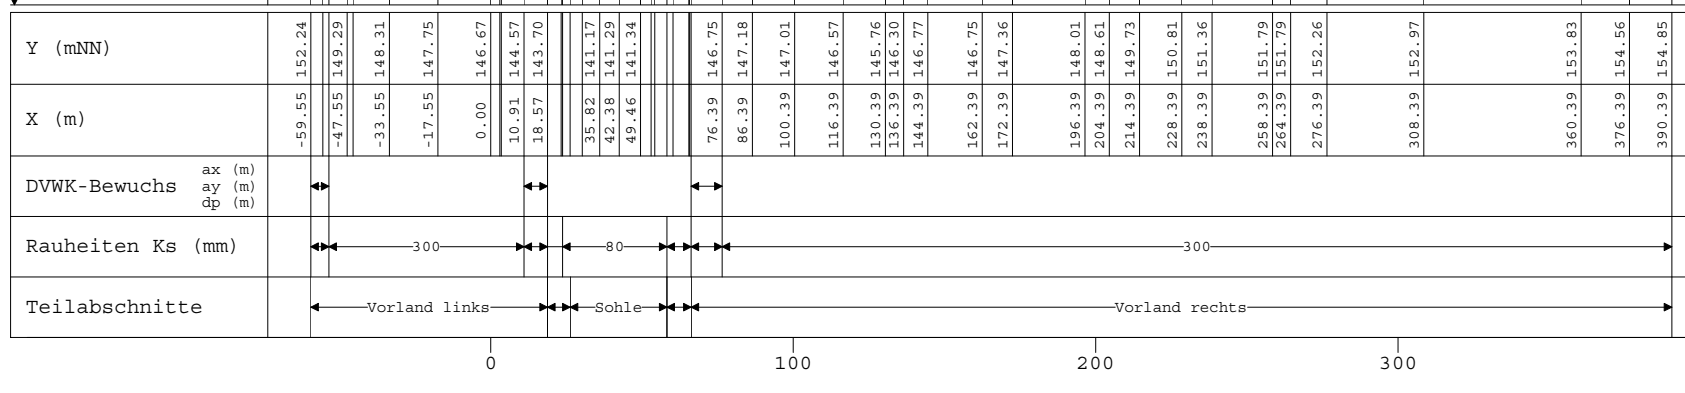 Y (mNN) 152.24 149.29 148.31 147.75 146.67 144.57 143.70 141.17 141.29 141.34 146.75 147.18 147.01 146.57 145.76 146.30 146.77 146.75 147.36 148.01 148.61 149.73 150.81 151.36 151.79 151.79 152.26 152.97 153.83 154.56 154.85
X (m) -59.55 -47.55 -33.55 -17.55 0.00 10.91 18.57 35.82 42.38 49.46 76.39 86.39 100.39 116.39 130.39 136.39 144.39 162.39 172.39 196.39 204.39 214.39 228.39 238.39 258.39 264.39 276.39 308.39 360.39 376.39 390.39
DVWK-Bewuchs
ax (m)
ay (m)
dp (m)
Rauheiten Ks (mm) 300 80 300
Teilabschnitte Vorland links Sohle Vorland rechts
0 100 200 300